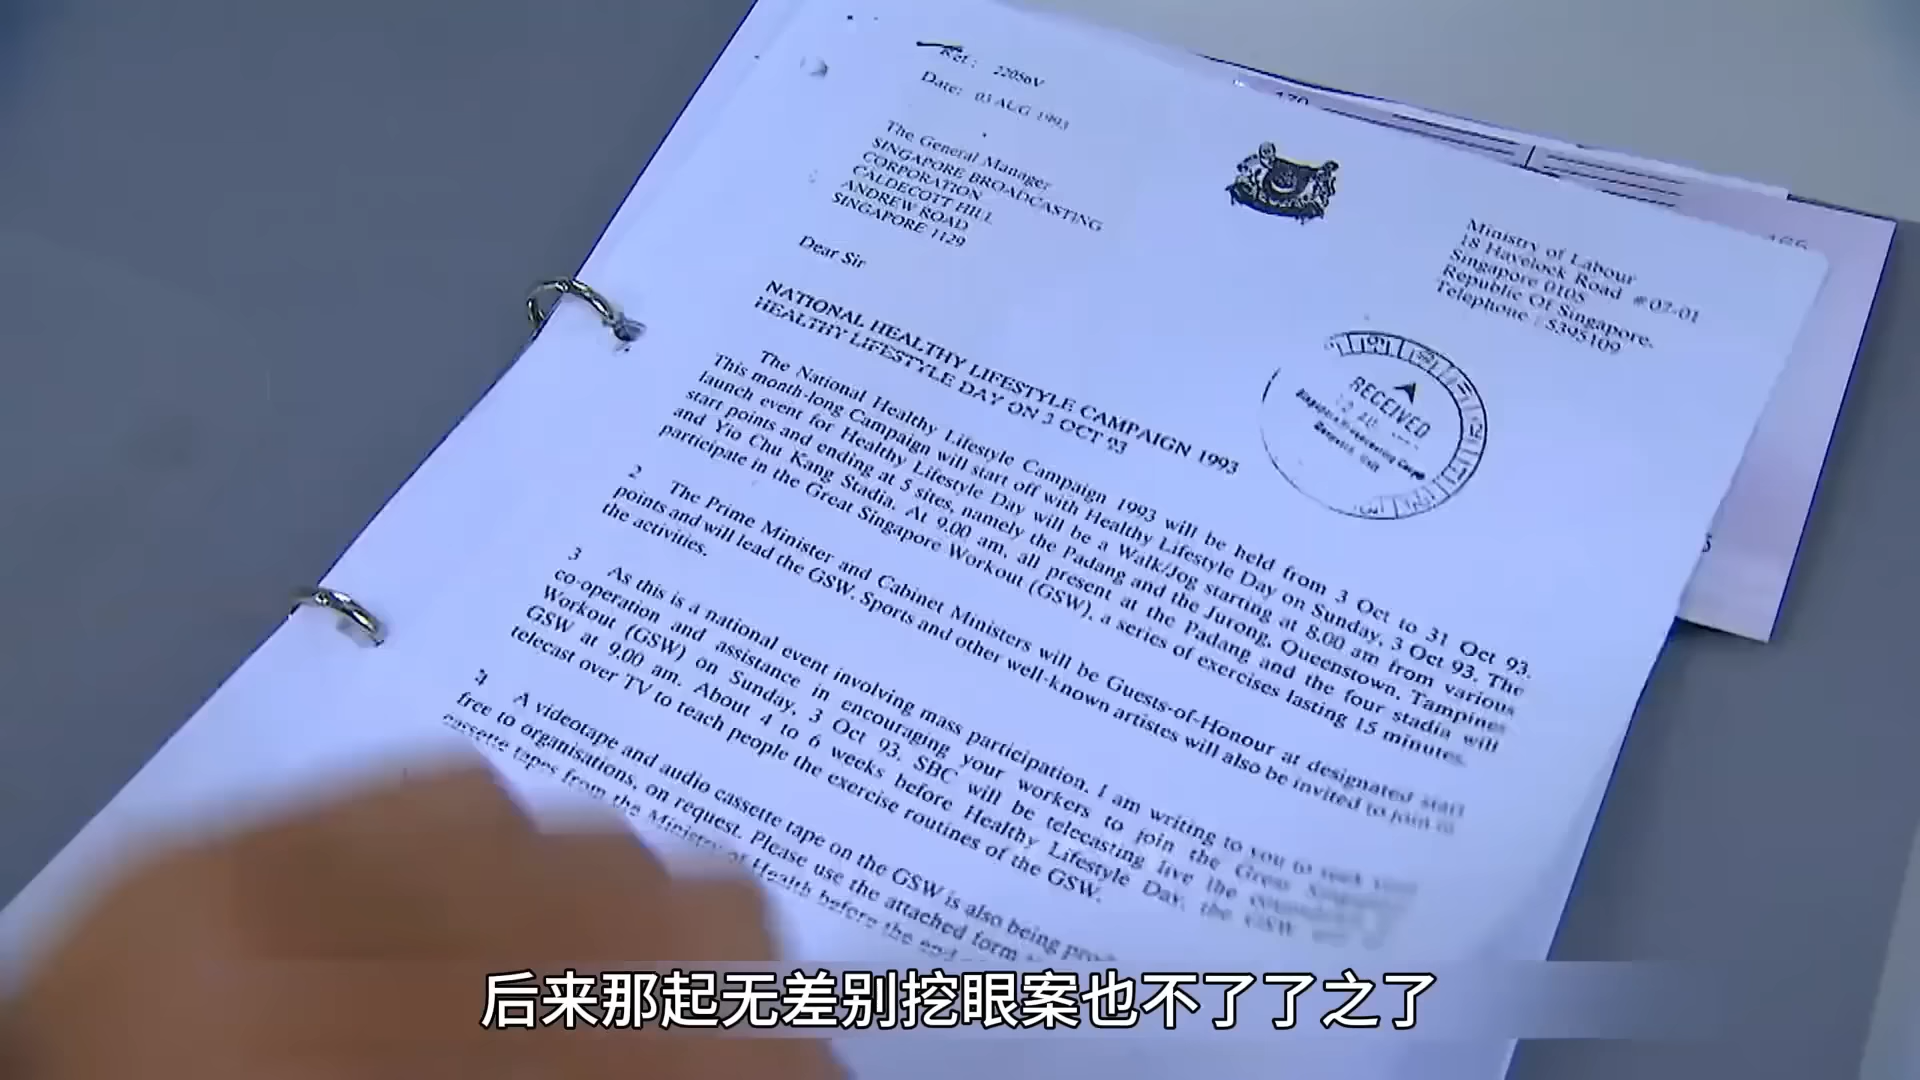 Ref: 22056V
Date: 03 AUG 1993
The General Manager
SINGAPORE BROADCASTING
CORPORATION
CALDECOTT HILL
ANDREW ROAD
SINGAPORE 1129
Ministry of Labour
18 Havelock Road #02-01
Singapore 0105
Republic Of Singapore.
Telephone : 5395109
RECEIVED
Dear Sir
NATIONAL HEALTHY LIFESTYLE CAMPAIGN 1993
HEALTHY LIFESTYLE DAY ON 3 OCT 93
The National Healthy Lifestyle Campaign 1993 will be held from 3 Oct to 31 Oct 93.
This month-long Campaign will start off with Healthy Lifestyle Day on Sunday, 3 Oct 93. The
launch event for Healthy Lifestyle Day will be a Walk/Jog starting at 8.00 am from various
start points and ending at 5 sites, namely the Padang and the Jurong, Queenstown, Tampines
and Yio Chu Kang Stadia. At 9.00 am, all present at the Padang and the four stadia will
participate in the Great Singapore Workout (GSW), a series of exercises lasting 15 minutes.
2 The Prime Minister and Cabinet Ministers will be Guests-of-Honour at designated start
points and will lead the GSW. Sports and other well-known artistes will also be invited to join in
the activities.
3 As this is a national event involving mass participation, I am writing to you to seek your
co-operation and assistance in encouraging your workers to join the Great Singapore
Workout (GSW) on Sunday, 3 Oct 93. SBC will be telecasting live the
GSW at 9.00 am. About 4 to 6 weeks before Healthy Lifestyle Day, the GSW
telecast over TV to teach people the exercise routines of the GSW.
4 A videotape and audio cassette tape on the GSW is also being
free to organisations, on request. Please use the attached form
cassette tapes from the Ministry of Health before the end
170
后来那起无差别挖眼案也不了了之了